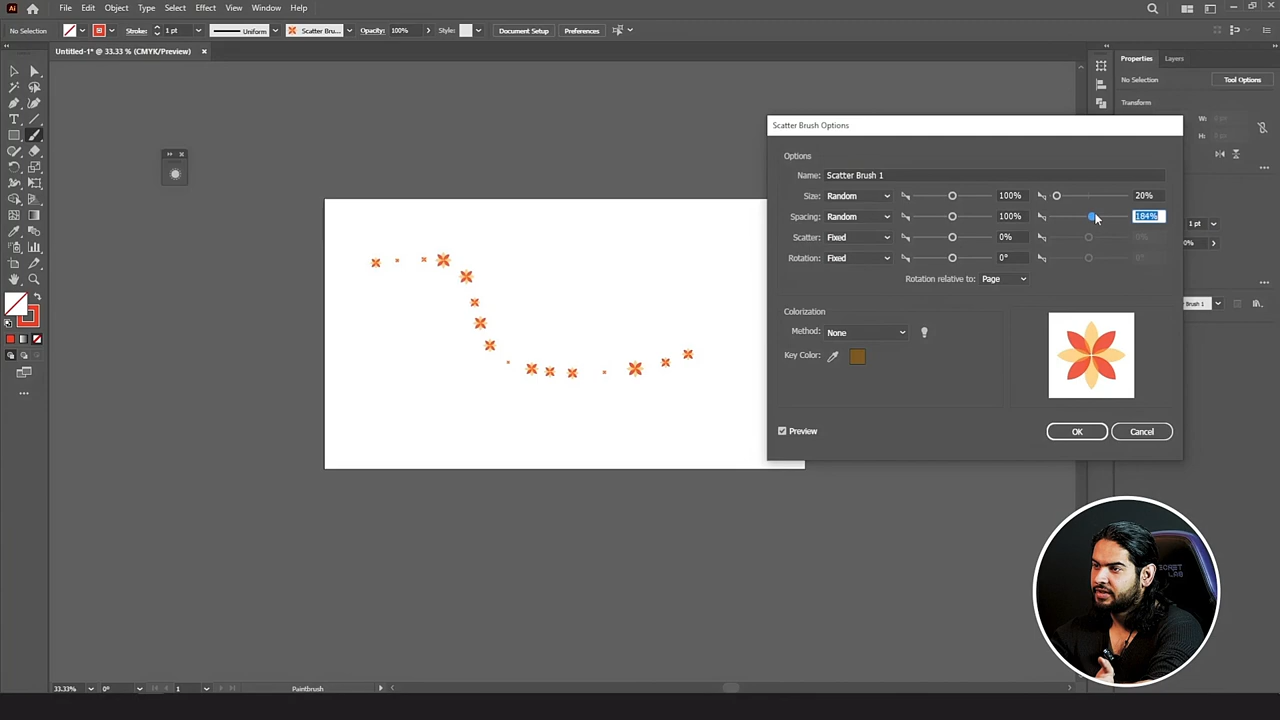 Ai File Edit Object Type Select Effect View Window Help
No Selection Stroke: 1 pt Uniform Scatter Bru... Opacity: 100% Style: Document Setup Preferences
Untitled-1* @ 33.33 % (CMYK/Preview) ×
Properties Layers
No Selection Tool Options
Transform
W:
H:
Scatter Brush Options
Options
Name: Scatter Brush 1
Size: Random 100% 20%
Spacing: Random 100% 184%
Scatter: Fixed 0% 0%
Rotation: Fixed 0° 0°
Rotation relative to: Page
1 pt
0%
Brush 1
Colorization
Method: None
Key Color:
Preview
OK Cancel
33.33% 0° 1 Paintbrush